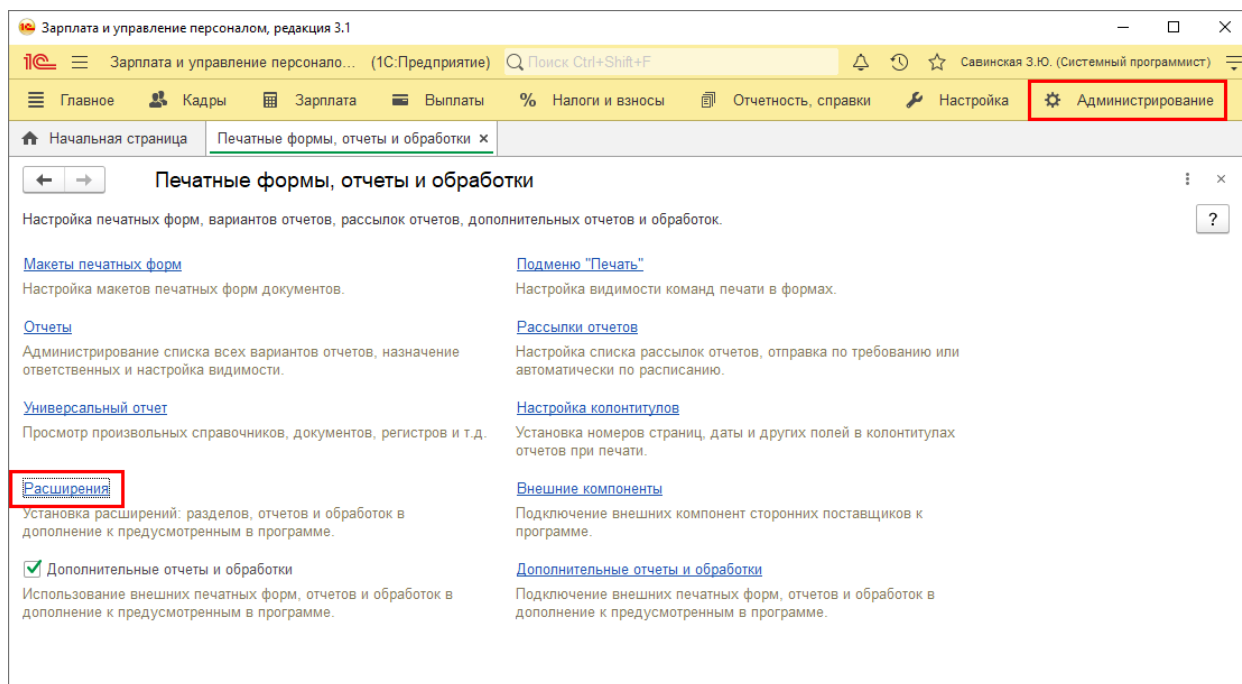 Зарплата и управление персоналом, редакция 3.1
Зарплата и управление персонало... (1С:Предприятие) Поиск Ctrl+Shift+F Савинская З.Ю. (Системный программист)
Главное Кадры Зарплата Выплаты % Налоги и взносы Отчетность, справки Настройка Администрирование
Начальная страница Печатные формы, отчеты и обработки ×
Печатные формы, отчеты и обработки
Настройка печатных форм, вариантов отчетов, рассылок отчетов, дополнительных отчетов и обработок. ?
Макеты печатных форм
Настройка макетов печатных форм документов.
Подменю "Печать"
Настройка видимости команд печати в формах.
Отчеты
Администрирование списка всех вариантов отчетов, назначение
ответственных и настройка видимости.
Рассылки отчетов
Настройка списка рассылок отчетов, отправка по требованию или
автоматически по расписанию.
Универсальный отчет
Просмотр произвольных справочников, документов, регистров и т.д.
Настройка колонтитулов
Установка номеров страниц, даты и других полей в колонтитулах
отчетов при печати.
Расширения
Установка расширений: разделов, отчетов и обработок в
дополнение к предусмотренным в программе.
Внешние компоненты
Подключение внешних компонент сторонних поставщиков к
программе.
Дополнительные отчеты и обработки
Использование внешних печатных форм, отчетов и обработок в
дополнение к предусмотренным в программе.
Дополнительные отчеты и обработки
Подключение внешних печатных форм, отчетов и обработок в
дополнение к предусмотренным в программе.